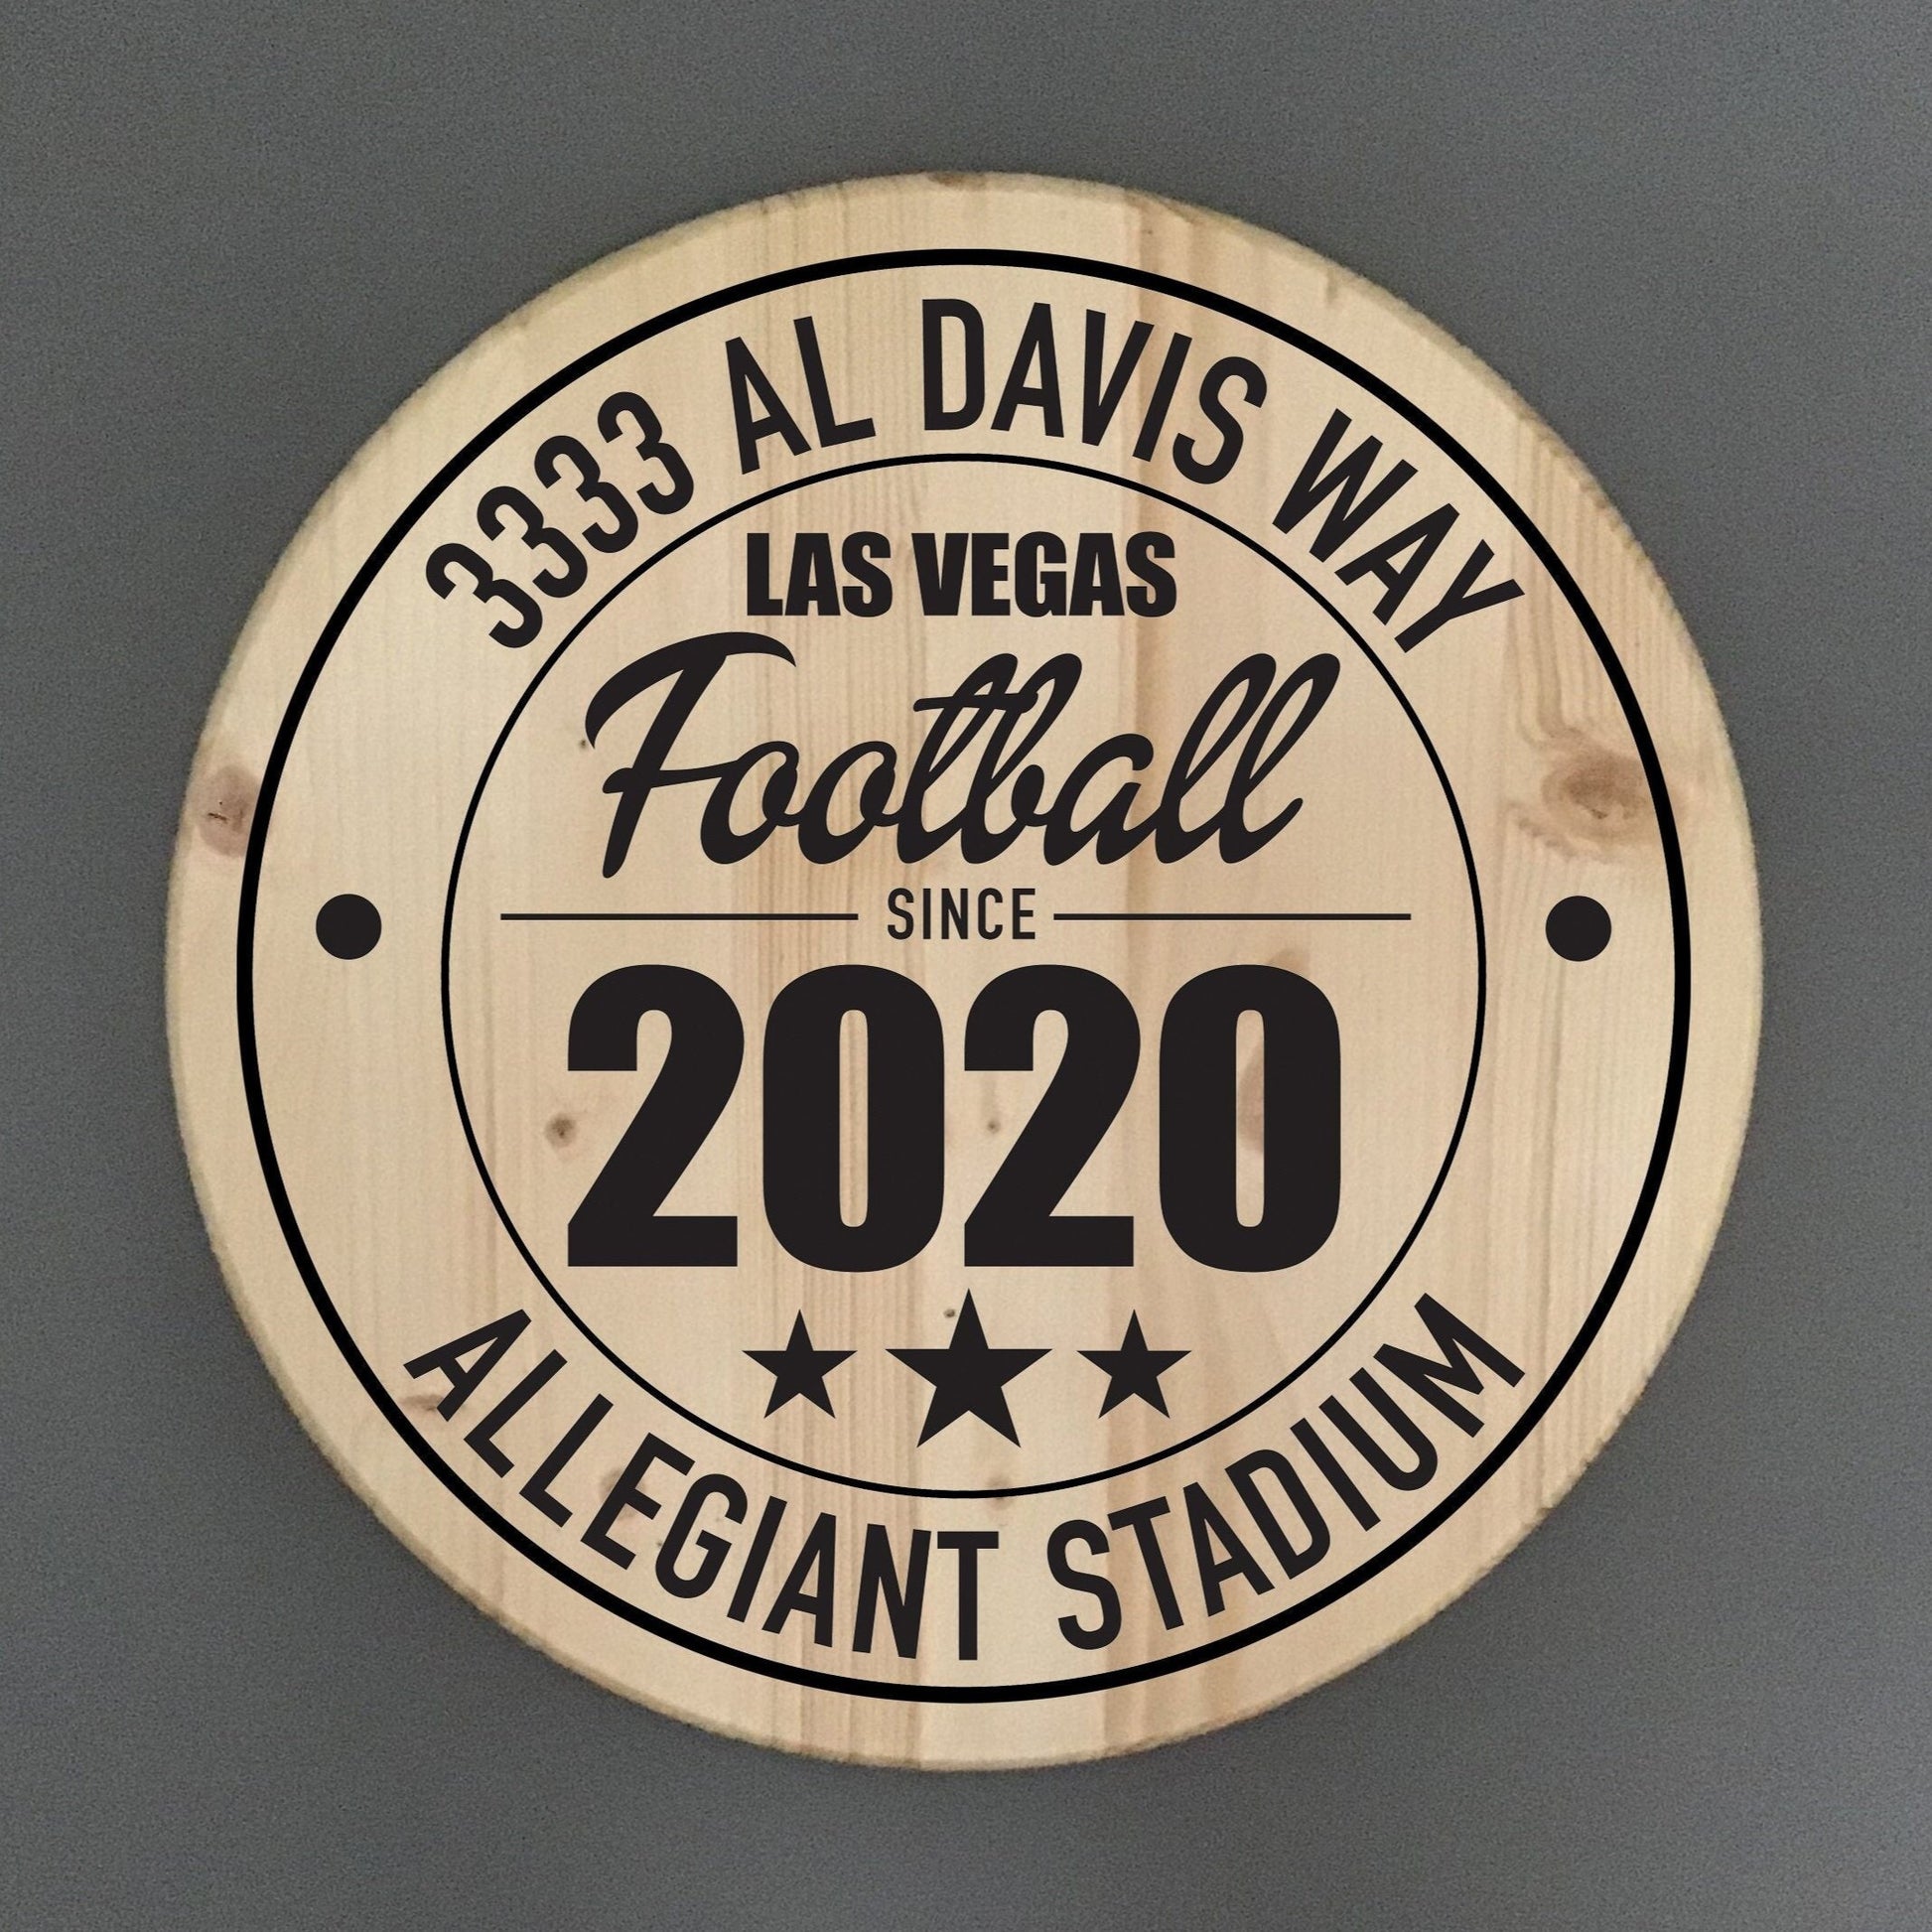 3333 AL DAVIS WAY
LAS VEGAS
Football
SINCE
2020
ALLEGIANT STADIUM